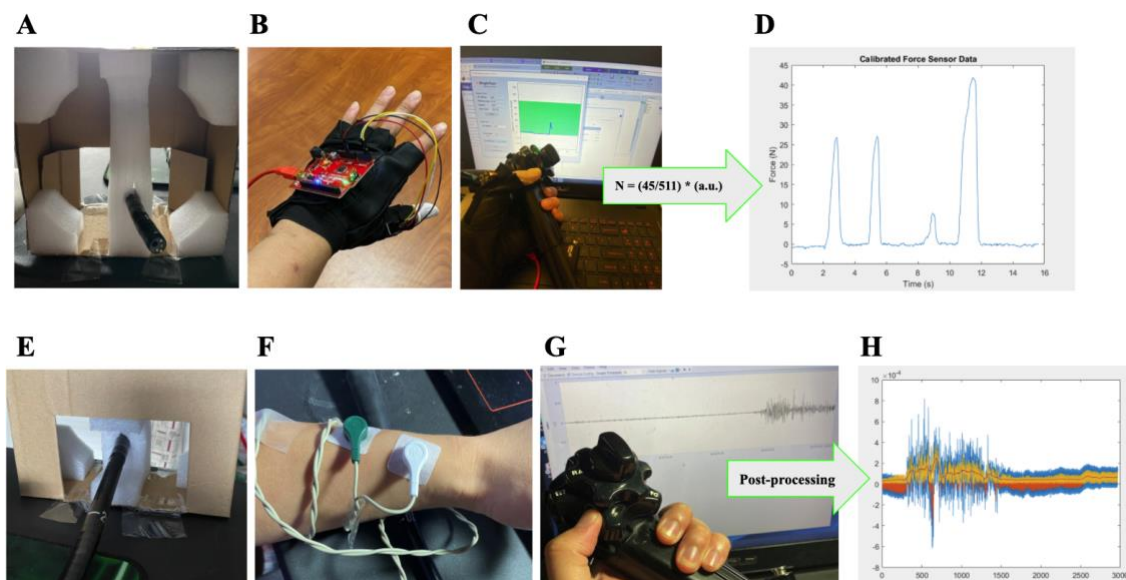 A
B
C
D
Calibrated Force Sensor Data
45
40
35
30
25
20
15
10
5
0
-5
Force (N)
0 2 4 6 8 10 12 14 16
Time (s)
N = (45/511) * (a.u.)
E
F
G
H
Post-processing
10 ×10⁻⁴
8
6
4
2
0
-2
-4
-6
-8
0 500 1000 1500 2000 2500 3000